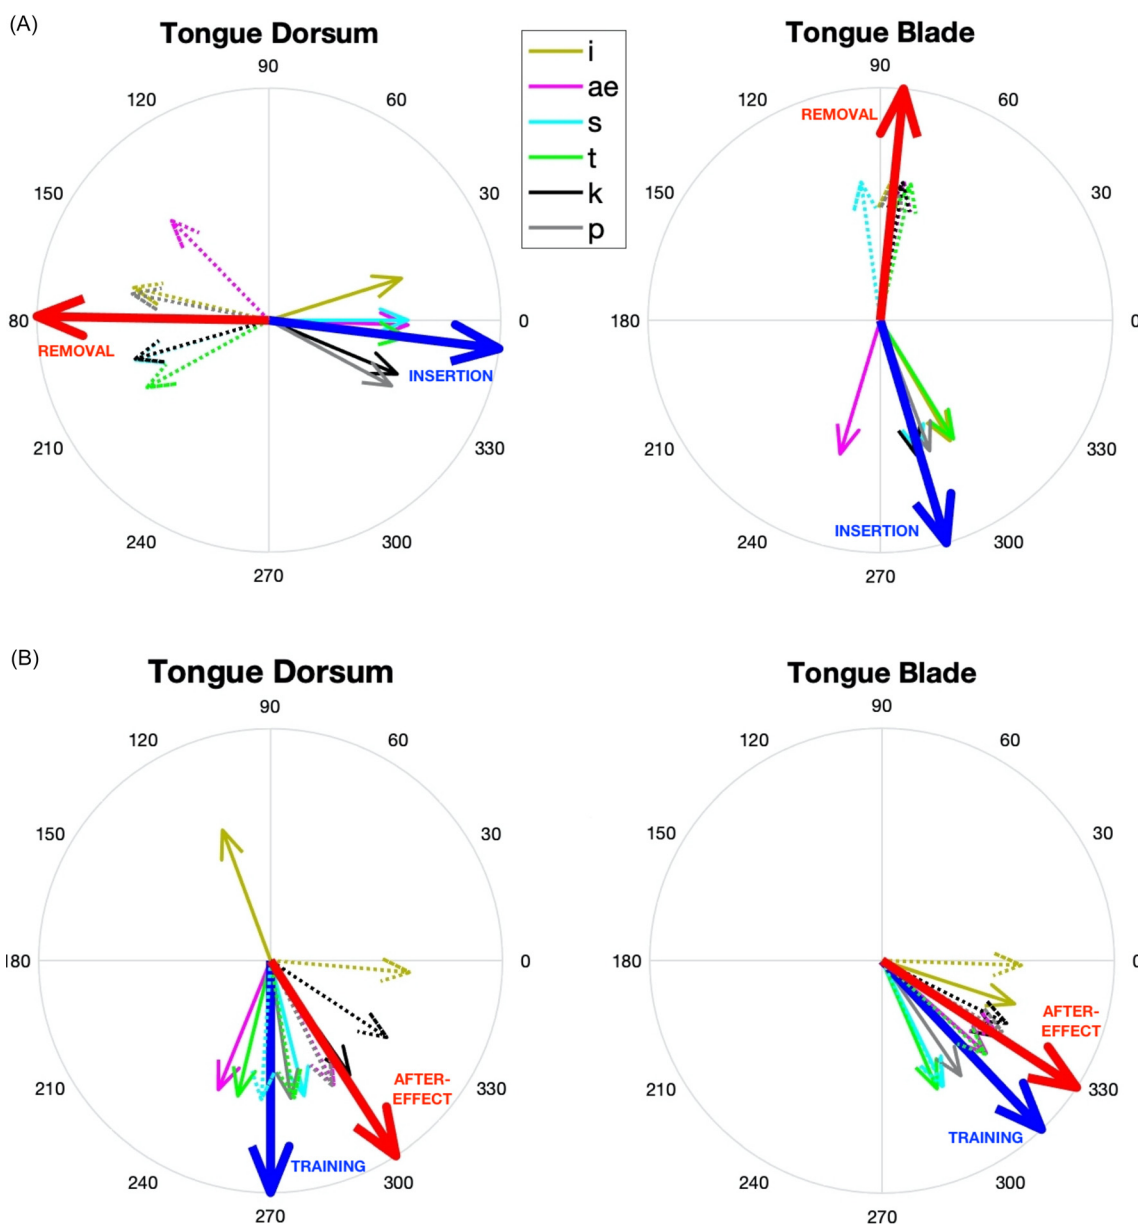 (A)
Tongue Dorsum
90
120
60
150
30
80
0
REMOVAL
INSERTION
210
330
240
300
270
i
ae
s
t
k
p
Tongue Blade
90
120
60
REMOVAL
150
30
180
0
210
330
INSERTION
240
300
270
(B)
Tongue Dorsum
90
120
60
150
30
180
0
AFTER-
EFFECT
210
330
TRAINING
240
300
270
Tongue Blade
90
120
60
150
30
180
0
AFTER-
EFFECT
210
330
TRAINING
240
300
270